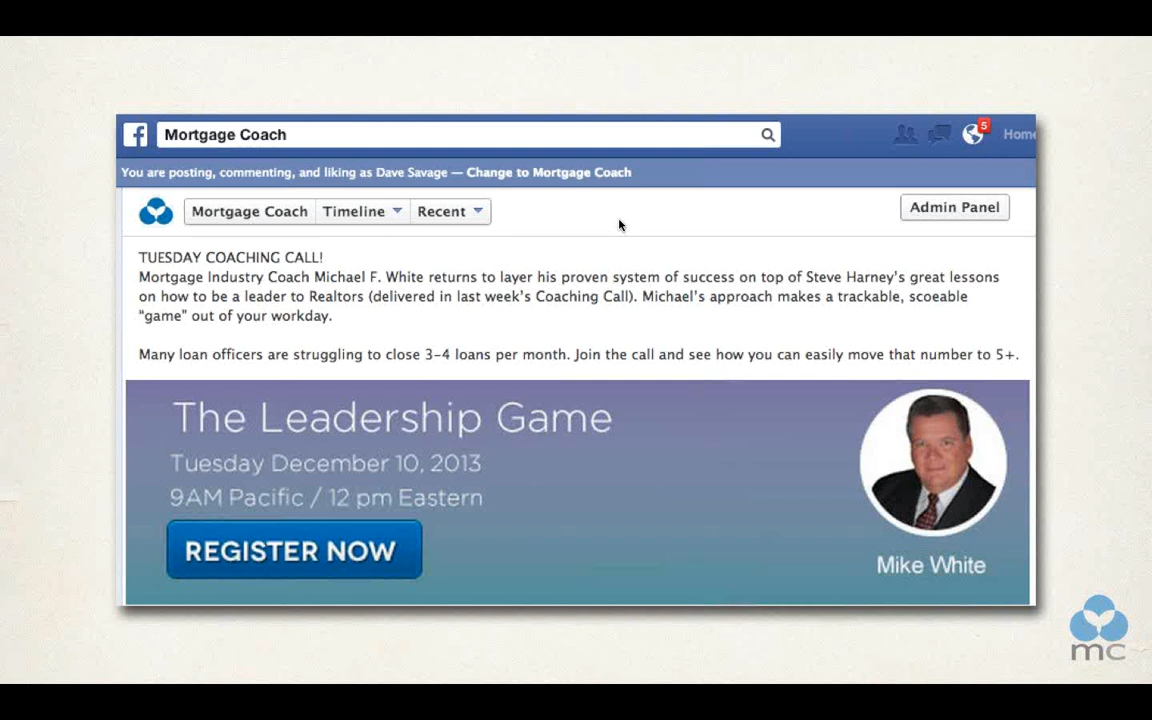 Mortgage Coach
5
Home
You are posting, commenting, and liking as Dave Savage — Change to Mortgage Coach
Mortgage Coach
Timeline
Recent
Admin Panel
TUESDAY COACHING CALL!
Mortgage Industry Coach Michael F. White returns to layer his proven system of success on top of Steve Harney's great lessons
on how to be a leader to Realtors (delivered in last week's Coaching Call). Michael's approach makes a trackable, scoeable
"game" out of your workday.
Many loan officers are struggling to close 3-4 loans per month. Join the call and see how you can easily move that number to 5+.
The Leadership Game
Tuesday December 10, 2013
9AM Pacific / 12 pm Eastern
REGISTER NOW
Mike White
mc